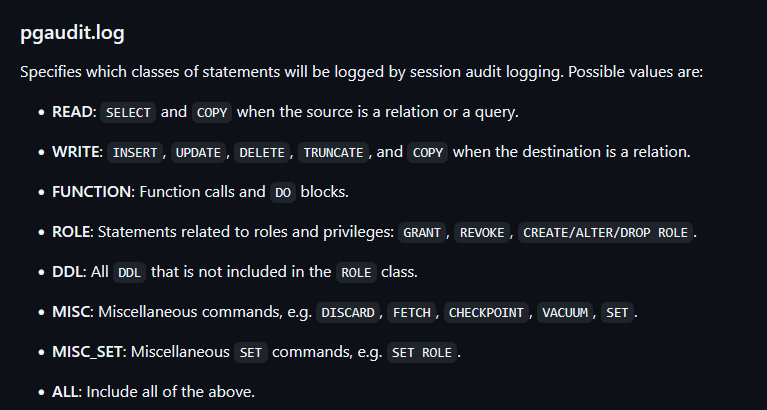 pgaudit.log
Specifies which classes of statements will be logged by session audit logging. Possible values are:
• READ: SELECT and COPY when the source is a relation or a query.
• WRITE: INSERT, UPDATE, DELETE, TRUNCATE, and COPY when the destination is a relation.
• FUNCTION: Function calls and DO blocks.
• ROLE: Statements related to roles and privileges: GRANT, REVOKE, CREATE/ALTER/DROP ROLE.
• DDL: All DDL that is not included in the ROLE class.
• MISC: Miscellaneous commands, e.g. DISCARD, FETCH, CHECKPOINT, VACUUM, SET.
• MISC_SET: Miscellaneous SET commands, e.g. SET ROLE.
• ALL: Include all of the above.